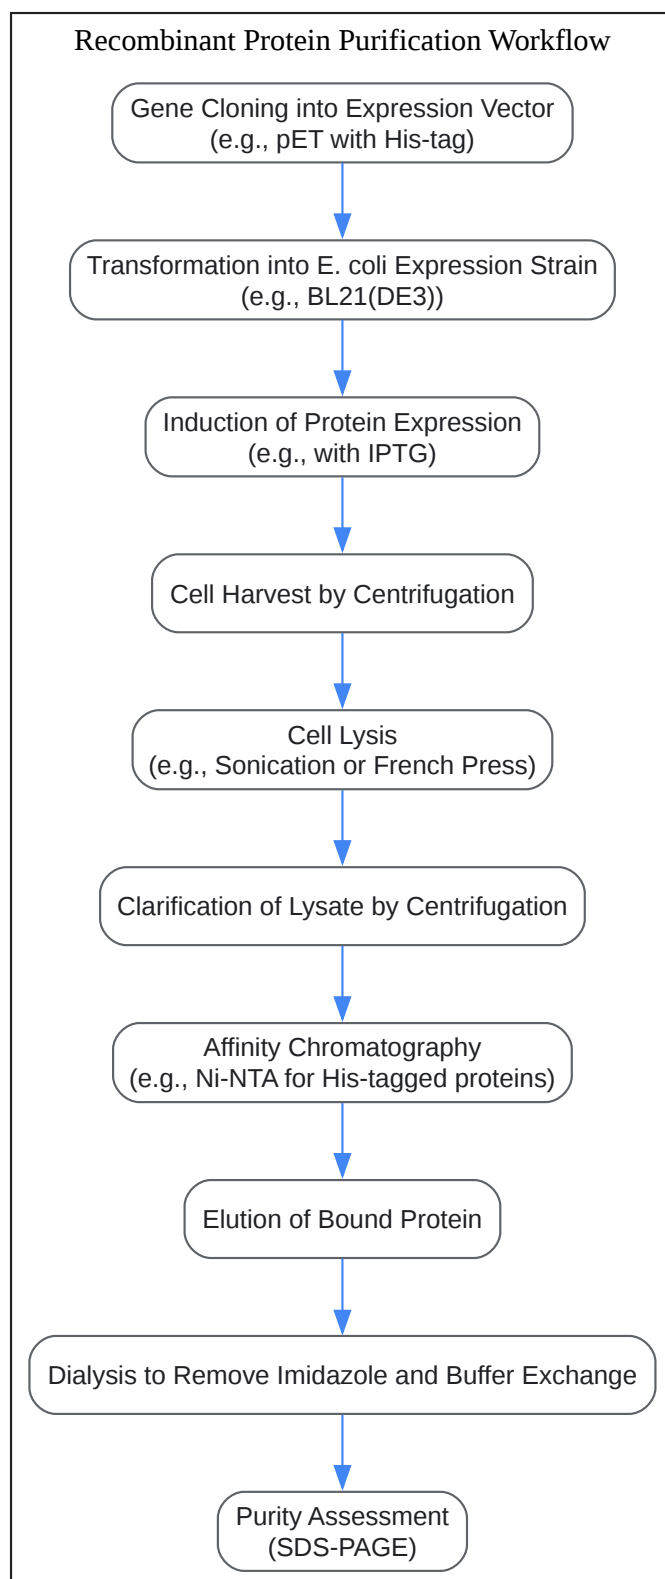 Recombinant Protein Purification Workflow
Gene Cloning into Expression Vector
(e.g., pET with His-tag)
Transformation into E. coli Expression Strain
(e.g., BL21(DE3))
Induction of Protein Expression
(e.g., with IPTG)
Cell Harvest by Centrifugation
Cell Lysis
(e.g., Sonication or French Press)
Clarification of Lysate by Centrifugation
Affinity Chromatography
(e.g., Ni-NTA for His-tagged proteins)
Elution of Bound Protein
Dialysis to Remove Imidazole and Buffer Exchange
Purity Assessment
(SDS-PAGE)